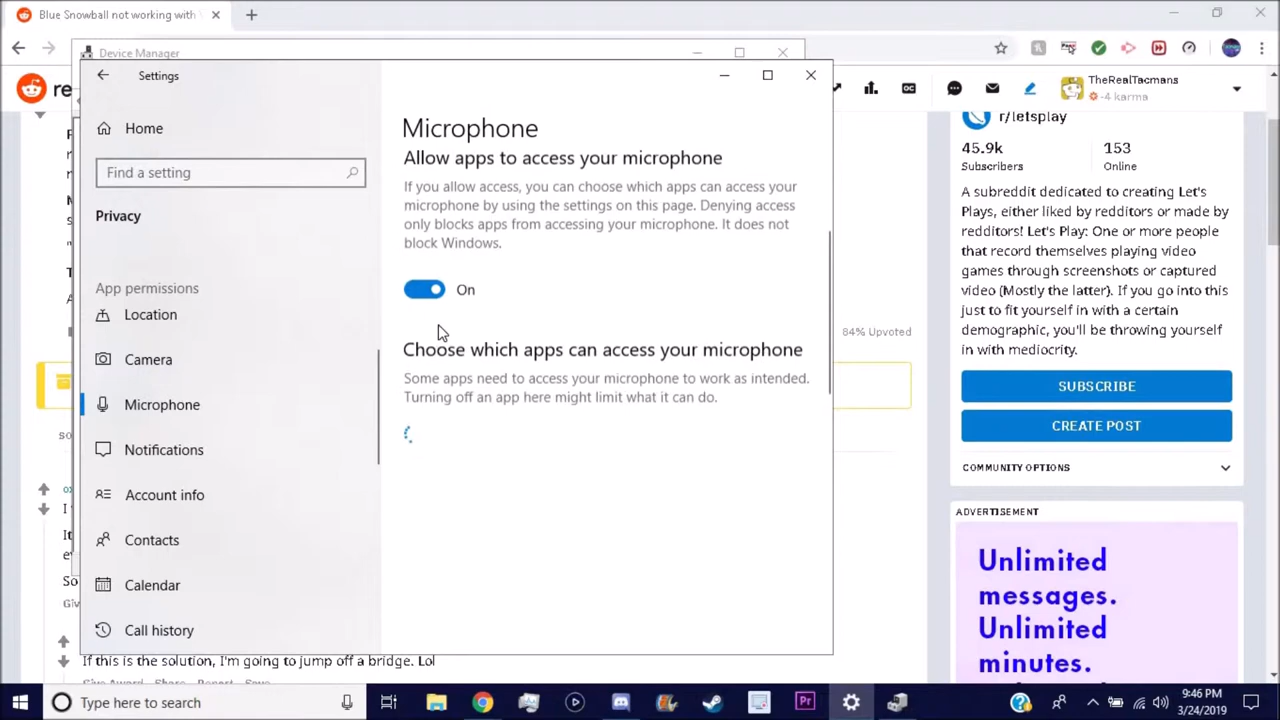 Blue Snowball not working with
Device Manager
Settings
re
TheRealTacmans
-4 karma
Home
Find a setting
Privacy
App permissions
Location
Camera
Microphone
Notifications
Account info
Contacts
Calendar
Call history
Microphone
Allow apps to access your microphone
If you allow access, you can choose which apps can access your
microphone by using the settings on this page. Denying access
only blocks apps from accessing your microphone. It does not
block Windows.
On
Choose which apps can access your microphone
Some apps need to access your microphone to work as intended.
Turning off an app here might limit what it can do.
84% Upvoted
r/letsplay
45.9k
153
Subscribers
Online
A subreddit dedicated to creating Let's
Plays, either liked by redditors or made by
redditors! Let's Play: One or more people
that record themselves playing video
games through screenshots or captured
video (Mostly the latter). If you go into this
just to fit yourself in with a certain
demographic, you'll be throwing yourself
in with mediocrity.
SUBSCRIBE
CREATE POST
COMMUNITY OPTIONS
ADVERTISEMENT
Unlimited
messages.
Unlimited
minutes.
So
If this is the solution, I'm going to jump off a bridge. Lol
Give Award Share Report Save
Type here to search
Pr
9:46 PM
3/24/2019